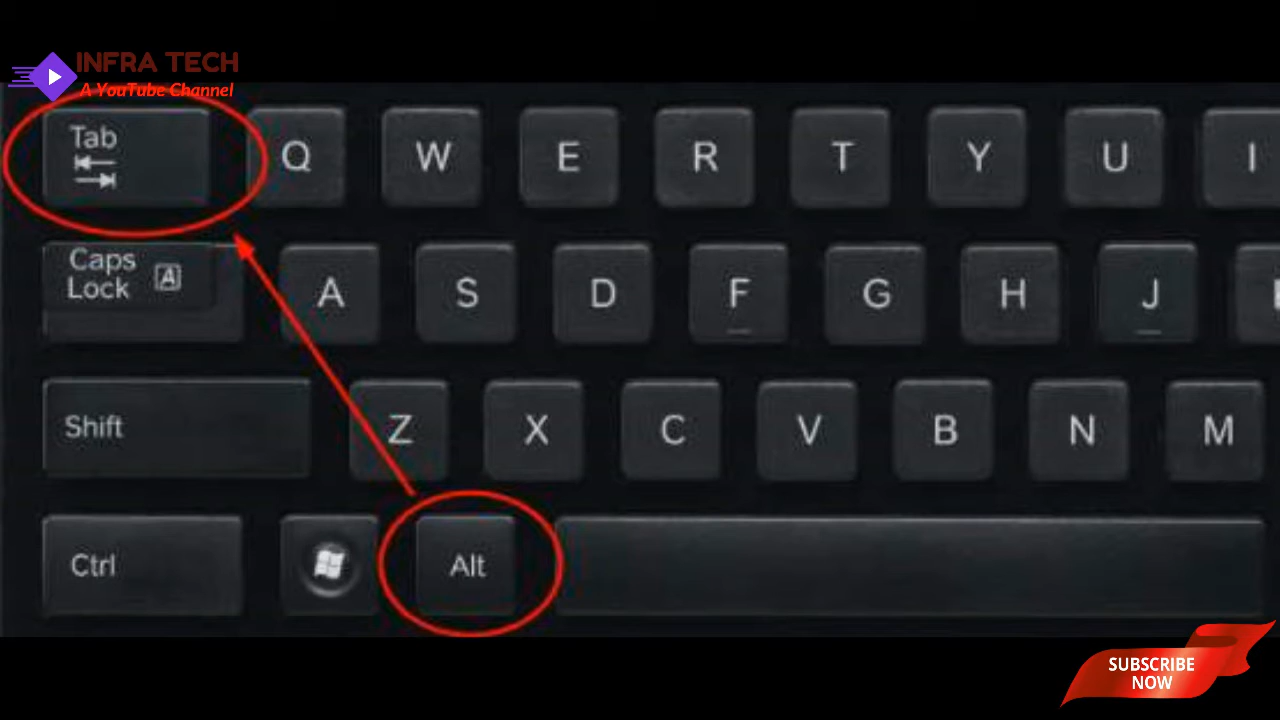 INFRA TECH
A YouTube Channel
Tab
Q W E R T Y U I
Caps
Lock A
A S D F G H J
Shift
Z X C V B N M
Ctrl
Alt
SUBSCRIBE
NOW